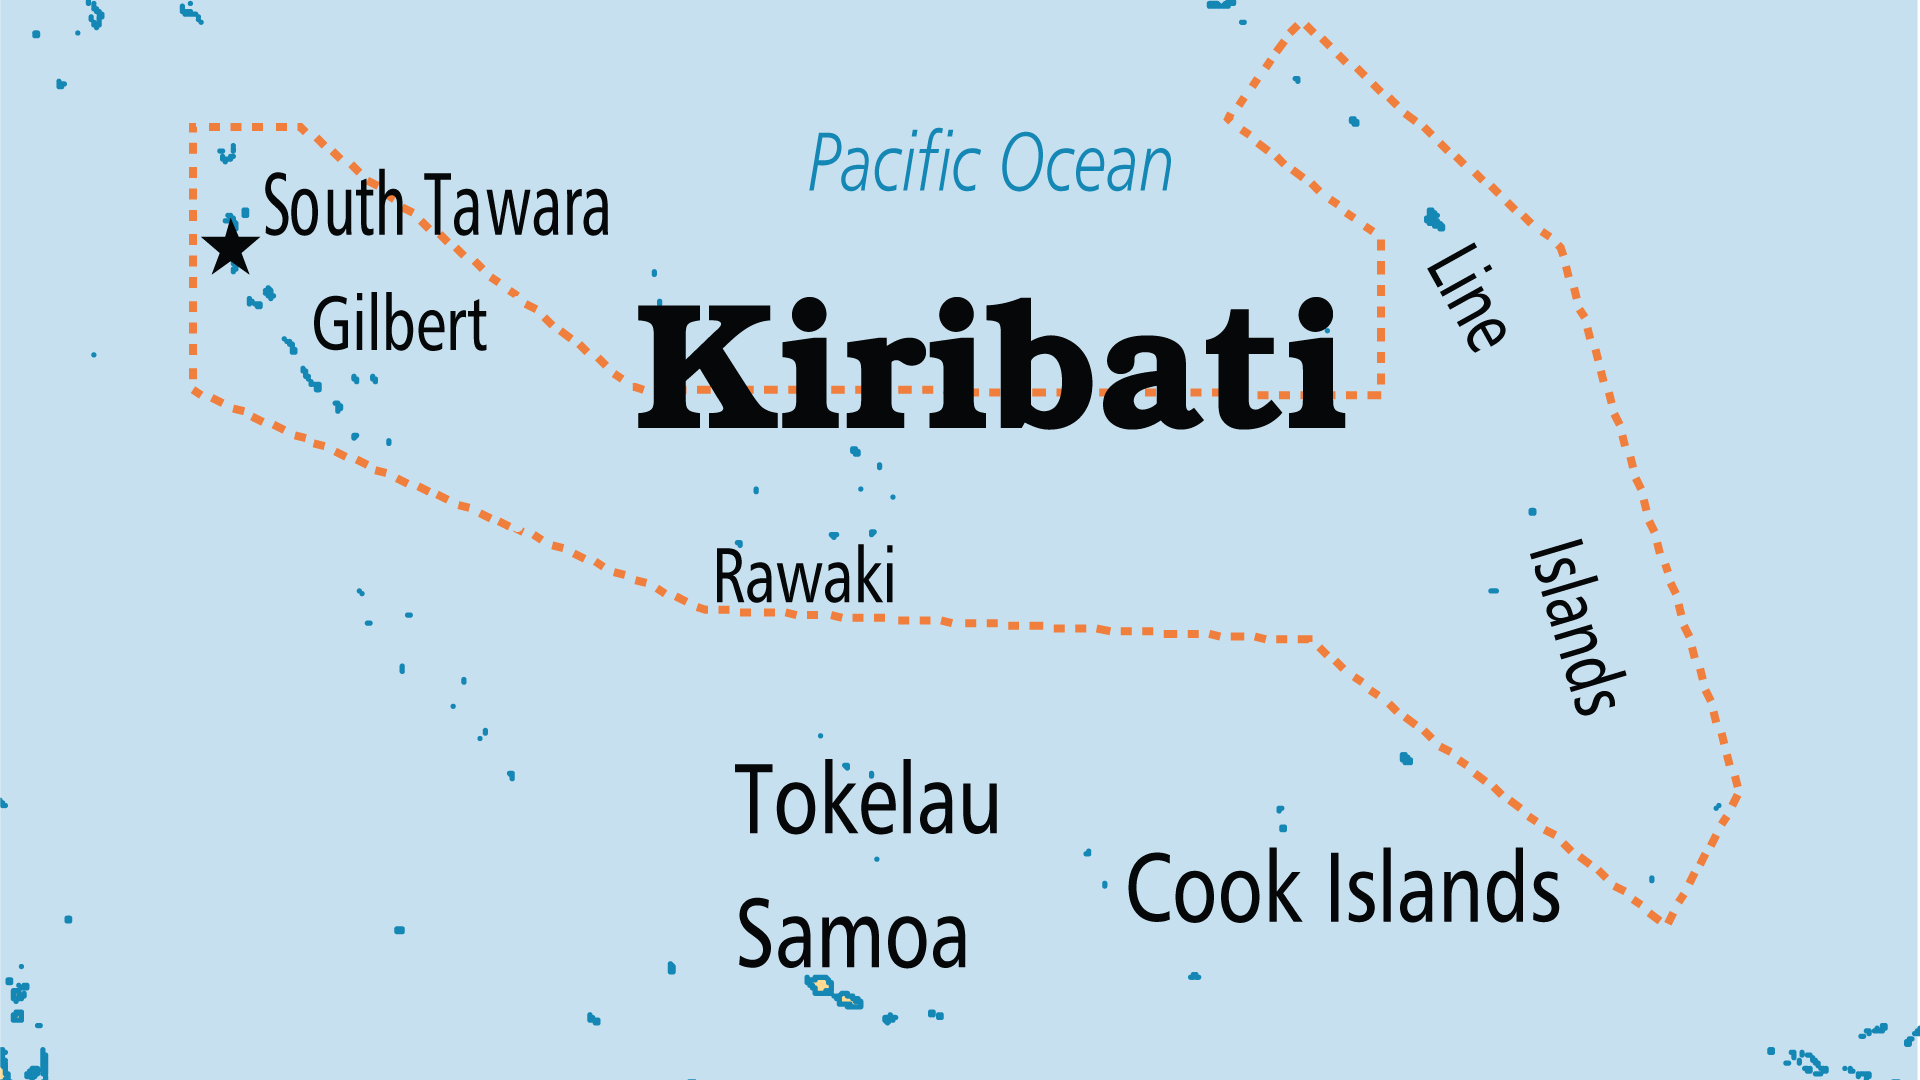 Pacific Ocean
South Tawara
Gilbert
Kiribati
Line
Islands
Rawaki
Tokelau
Cook Islands
Samoa